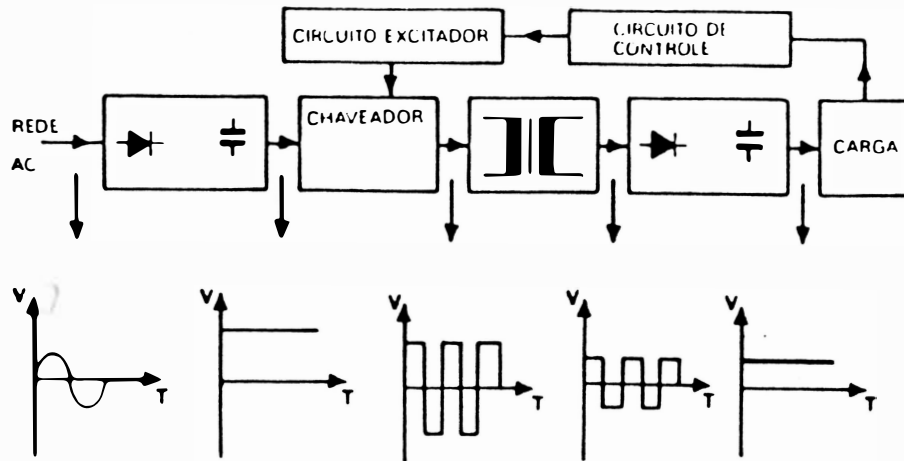 CIRCUITO EXCITADOR
CIRCUITO DE
CONTROLE
REDE
AC
CHAVEADOR
CARGA
V
T
V
T
V
T
V
T
V
T